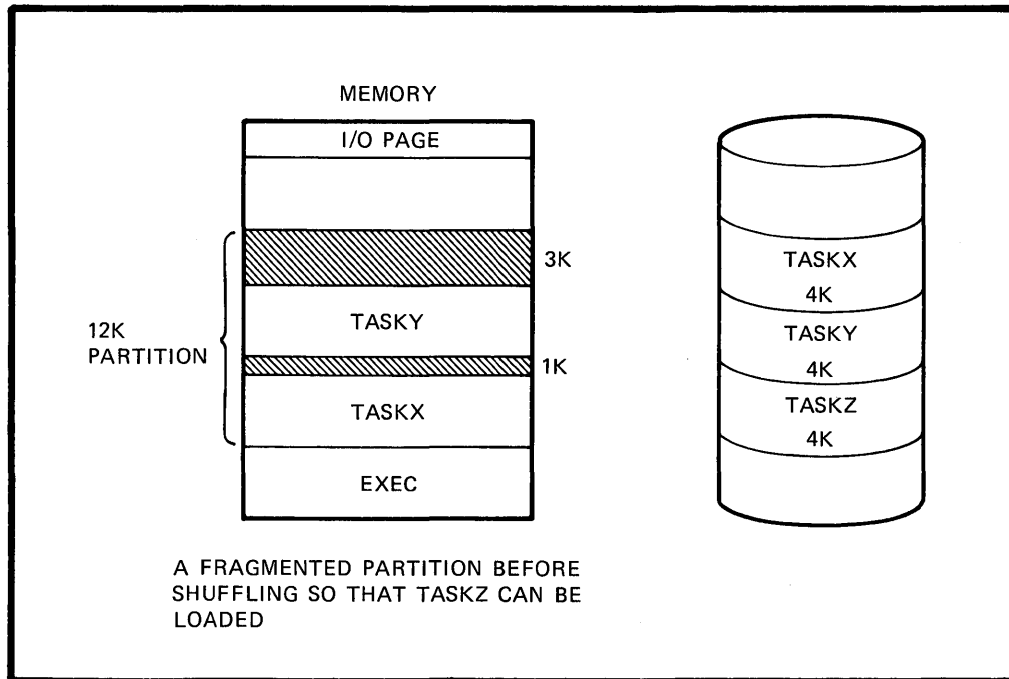 MEMORY
I/O PAGE
3K
TASKY
12K
PARTITION
1K
TASKX
EXEC
TASKX
4K
TASKY
4K
TASKZ
4K
A FRAGMENTED PARTITION BEFORE
SHUFFLING SO THAT TASKZ CAN BE
LOADED